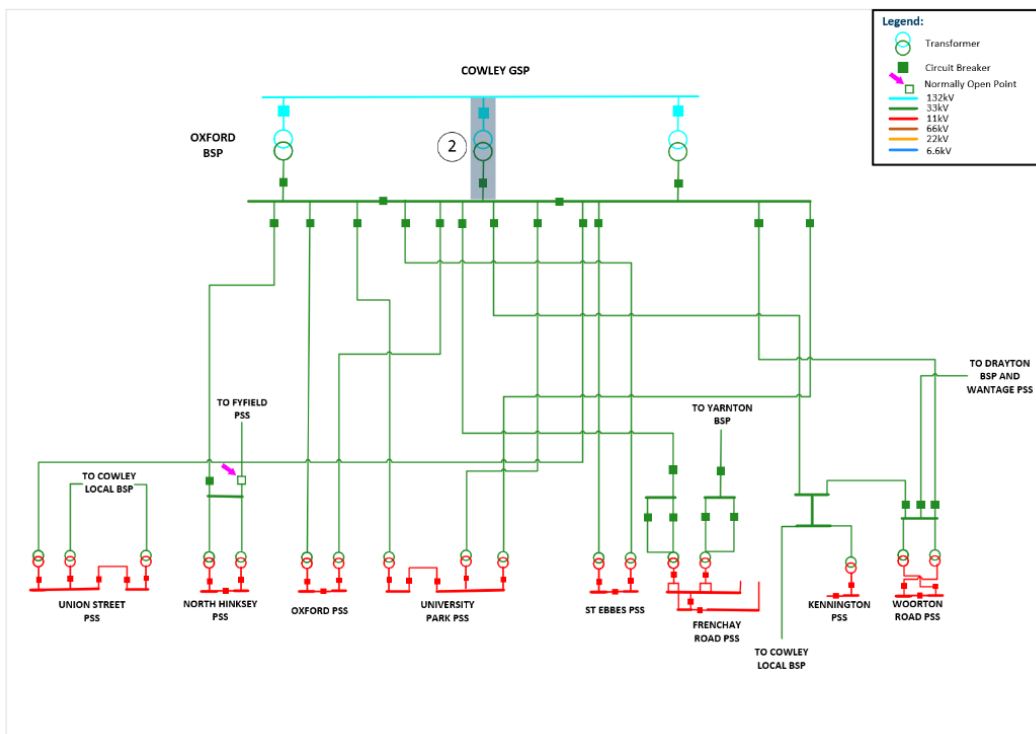 Legend:
Transformer
Circuit Breaker
Normally Open Point
132kV
33kV
11kV
66kV
22kV
6.6kV
COWLEY GSP
OXFORD
BSP
2
TO DRAYTON
BSP AND
WANTAGE PSS
TO FYFIELD
PSS
TO YARNTON
BSP
TO COWLEY
LOCAL BSP
UNION STREET
PSS
NORTH HINKSEY
PSS
OXFORD PSS
UNIVERSITY
PARK PSS
ST EBBES PSS
FRENCHAY
ROAD PSS
KENNINGTON
PSS
WOORTON
ROAD PSS
TO COWLEY
LOCAL BSP